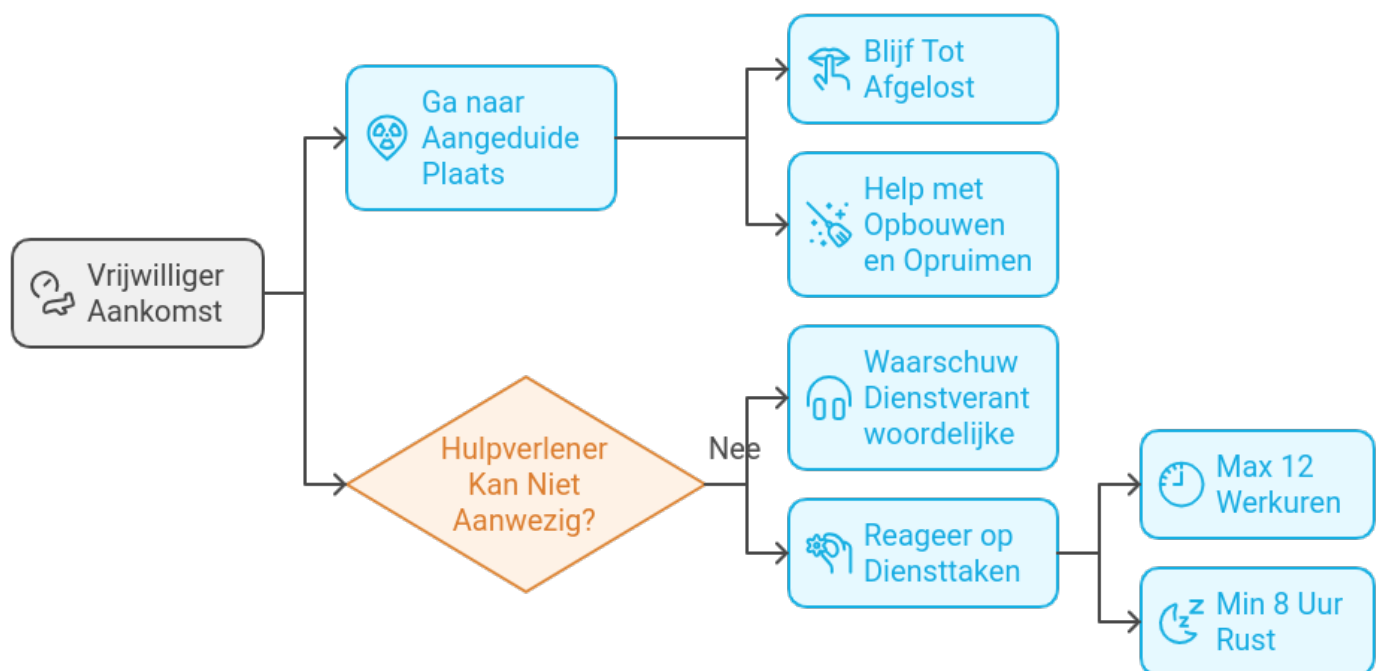 Vrijwilliger
Aankomst
Ga naar
Aangeduide
Plaats
Blijf Tot
Afgelost
Help met
Opbouwen
en Opruimen
Hulpverlener
Kan Niet
Aanwezig?
Nee
Waarschuw
Dienstverant
woordelijke
Reageer op
Diensttaken
Max 12
Werkuren
Min 8 Uur
Rust